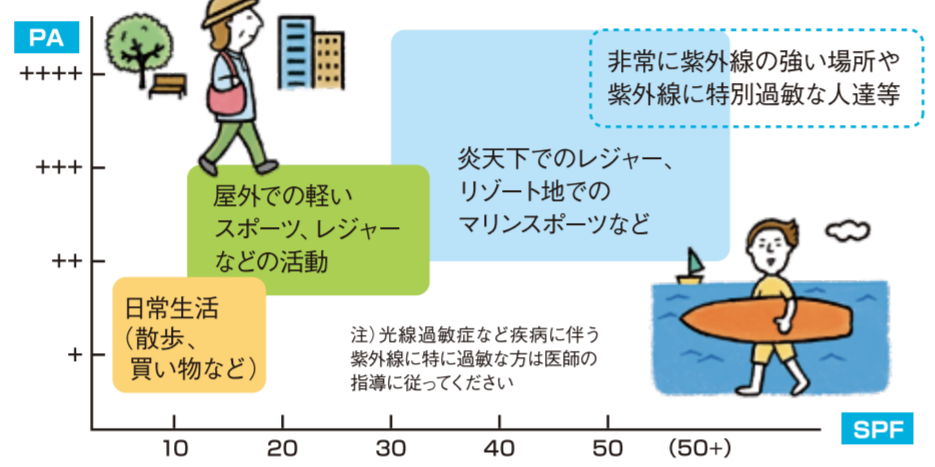 PA
++++
+++
++
+
非常に紫外線の強い場所や
紫外線に特別過敏な人達等
炎天下でのレジャー、
リゾート地での
マリンスポーツなど
屋外での軽い
スポーツ、レジャー
などの活動
日常生活
（散歩、
買い物など）
注）光線過敏症など疾病に伴う
紫外線に特に過敏な方は医師の
指導に従ってください
10 20 30 40 50 (50+)
SPF